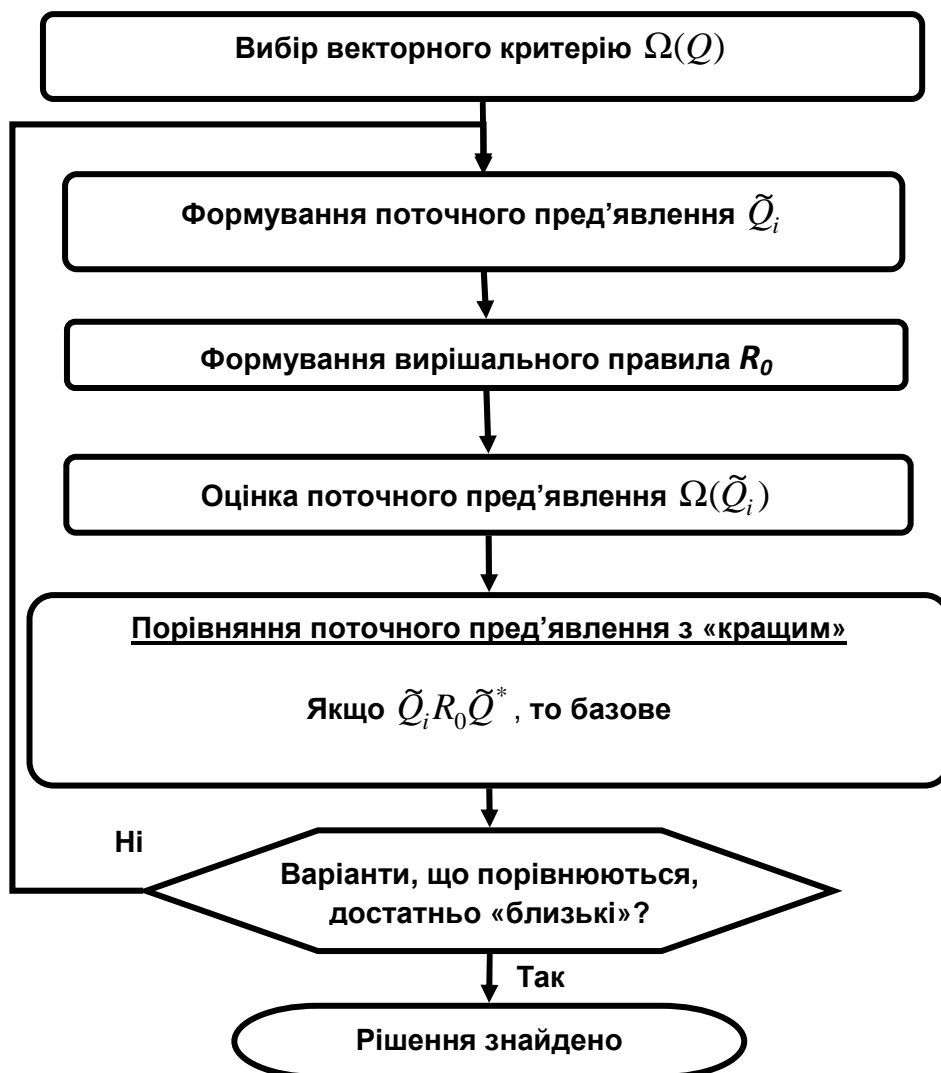 Вибір векторного критерію Ω(Q)
Формування поточного пред’явлення Q̃ᵢ
Формування вирішального правила R₀
Оцінка поточного пред’явлення Ω(Q̃ᵢ)
Порівняння поточного пред’явлення з «кращим»
Якщо Q̃ᵢR₀Q̃*, то базове
Ні
Варіанти, що порівнюються,
достатньо «близькі»?
Так
Рішення знайдено